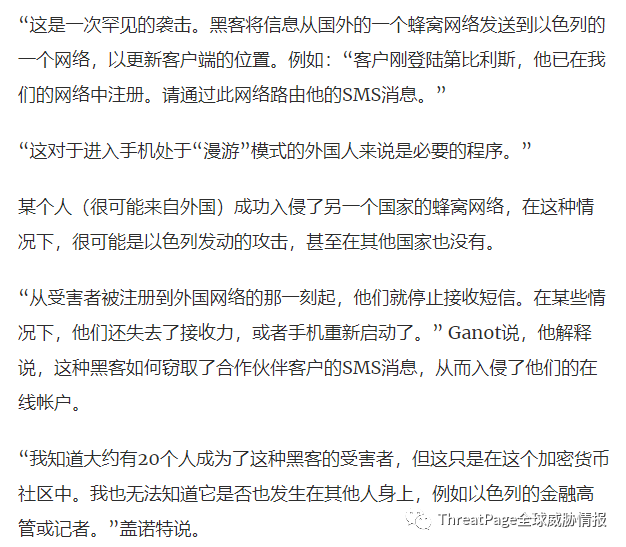 “这是一次罕见的袭击。黑客将信息从国外的一个蜂窝网络发送到以色列的
一个网络，以更新客户端的位置。例如：“客户刚登陆第比利斯，他已在我
们的网络中注册。请通过此网络路由他的SMS消息。”
“这对于进入手机处于“漫游”模式的外国人来说是必要的程序。”
某个人（很可能来自外国）成功入侵了另一个国家的蜂窝网络，在这种情
况下，很可能是以色列发动的攻击，甚至在其他国家也没有。
“从受害者被注册到外国网络的那一刻起，他们就停止接收短信。在某些情
况下，他们还失去了接收力，或者手机重新启动了。” Ganot说，他解释
说，这种黑客如何窃取了合作伙伴客户的SMS消息，从而入侵了他们的在
线帐户。
“我知道大约有20个人成为了这种黑客的受害者，但这只是在这个加密货币
社区中。我也无法知道它是否也发生在其他人身上，例如以色列的金融高
管或记者。”盖诺特说。
ThreatPage全球威胁情报